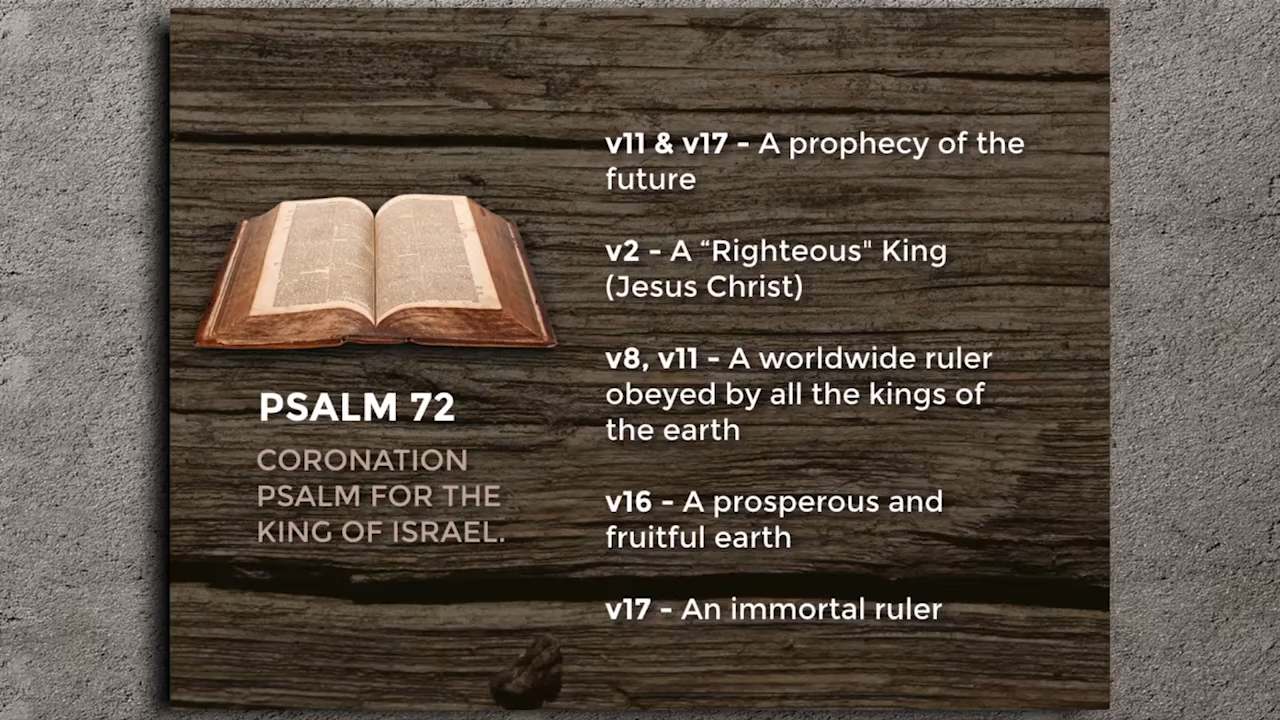 PSALM 72
CORONATION
PSALM FOR THE
KING OF ISRAEL.
v11 & v17 - A prophecy of the
future
v2 - A “Righteous" King
(Jesus Christ)
v8, v11 - A worldwide ruler
obeyed by all the kings of
the earth
v16 - A prosperous and
fruitful earth
v17 - An immortal ruler